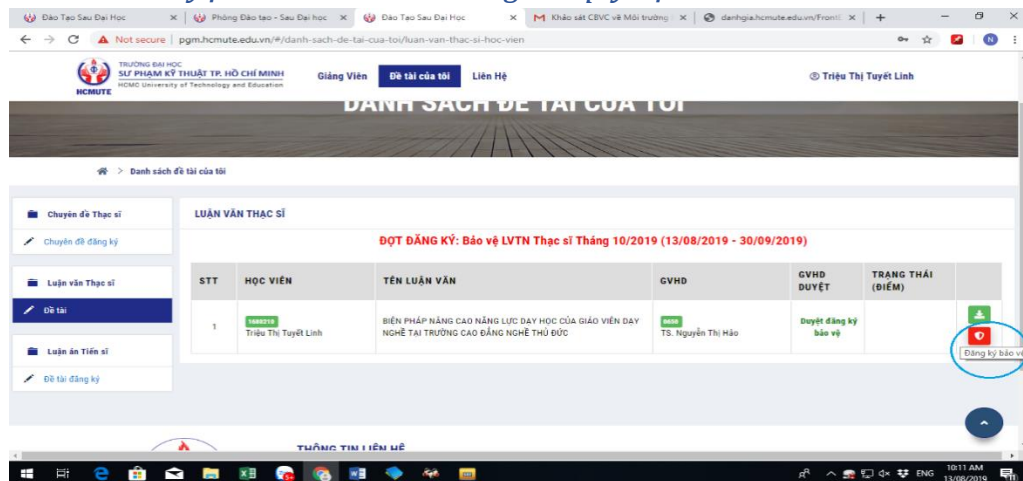 Đào Tạo Sau Đại Học
Phòng Đào tạo - Sau Đại học
Đào Tạo Sau Đại Học
Khảo sát CBVC về Môi trường
danhgia.hcmute.edu.vn/FrontE
Not secure
pgm.hcmute.edu.vn/#/danh-sach-de-tai-cua-toi/luan-van-thac-si-hoc-vien
TRƯỜNG ĐẠI HỌC
SƯ PHẠM KỸ THUẬT TP. HỒ CHÍ MINH
HCMC University of Technology and Education
HCMUTE
Giảng Viên
Đề tài của tôi
Liên Hệ
Triệu Thị Tuyết Linh
DANH SÁCH ĐỀ TÀI CỦA TÔI
> Danh sách đề tài của tôi
Chuyên đề Thạc sĩ
Chuyên đề đăng ký
Luận văn Thạc sĩ
Đề tài
Luận án Tiến sĩ
Đề tài đăng ký
LUẬN VĂN THẠC SĨ
ĐỢT ĐĂNG KÝ: Bảo vệ LVTN Thạc sĩ Tháng 10/2019 (13/08/2019 - 30/09/2019)
STT HỌC VIÊN TÊN LUẬN VĂN GVHD GVHD DUYỆT TRẠNG THÁI (ĐIỂM)
1
Triệu Thị Tuyết Linh
BIỆN PHÁP NÂNG CAO NĂNG LỰC DẠY HỌC CỦA GIÁO VIÊN DẠY
NGHỀ TẠI TRƯỜNG CAO ĐẲNG NGHỀ THỦ ĐỨC
TS. Nguyễn Thị Hảo
Duyệt đăng ký
bảo vệ
Đăng ký bảo vệ
THÔNG TIN LIÊN HỆ
ENG
10:11 AM
13/08/2019